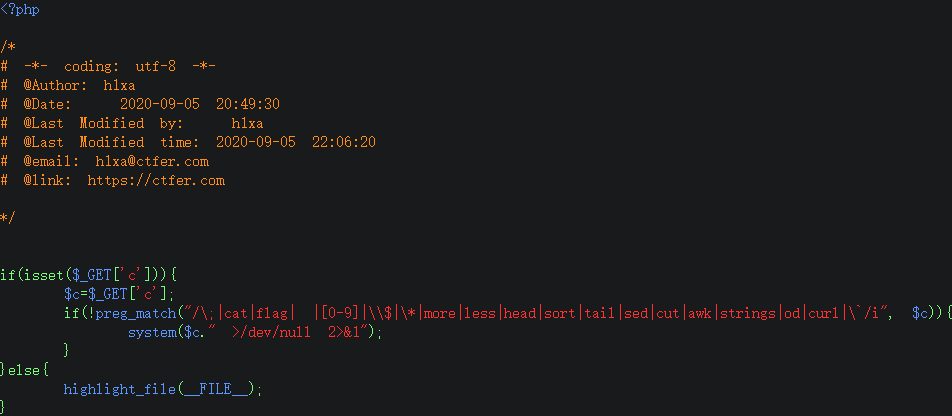 <?php

/*
# -*- coding: utf-8 -*-
# @Author: h1xa
# @Date:   2020-09-05 20:49:30
# @Last Modified by:   h1xa
# @Last Modified time: 2020-09-05 22:06:20
# @email: h1xa@ctfer.com
# @link: https://ctfer.com

*/


if(isset($_GET['c'])){
    $c=$_GET['c'];
    if(!preg_match("/\;|cat|flag| |[0-9]|\\$|\*|more|less|head|sort|tail|sed|cut|awk|strings|od|curl|\`/i", $c)){
        system($c." >/dev/null 2>&1");
    }
}else{
    highlight_file(__FILE__);
}